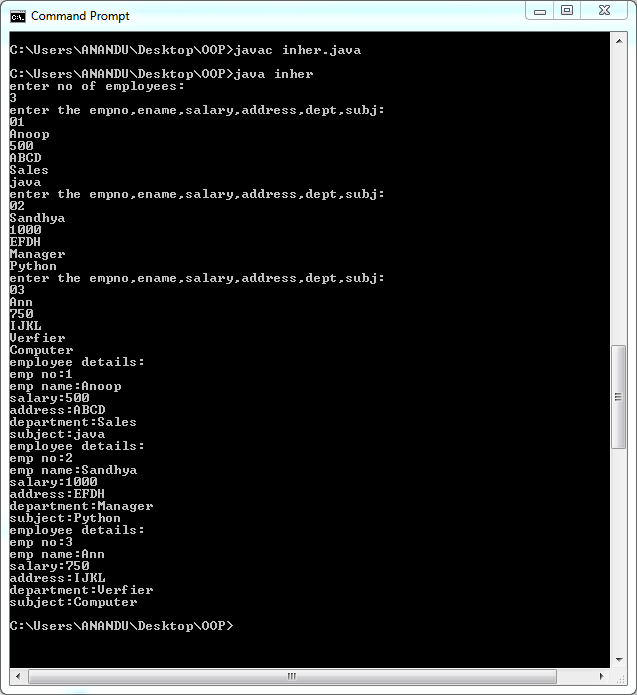 Command Prompt
C:\Users\ANANDU\Desktop\OOP>javac inher.java
C:\Users\ANANDU\Desktop\OOP>java inher
enter no of employees:
3
enter the empno,ename,salary,address,dept,subj:
01
Anoop
500
ABCD
Sales
java
enter the empno,ename,salary,address,dept,subj:
02
Sandhya
1000
EFDH
Manager
Python
enter the empno,ename,salary,address,dept,subj:
03
Ann
750
IJKL
Verfier
Computer
employee details:
emp no:1
emp name:Anoop
salary:500
address:ABCD
department:Sales
subject:java
employee details:
emp no:2
emp name:Sandhya
salary:1000
address:EFDH
department:Manager
subject:Python
employee details:
emp no:3
emp name:Ann
salary:750
address:IJKL
department:Verfier
subject:Computer
C:\Users\ANANDU\Desktop\OOP>